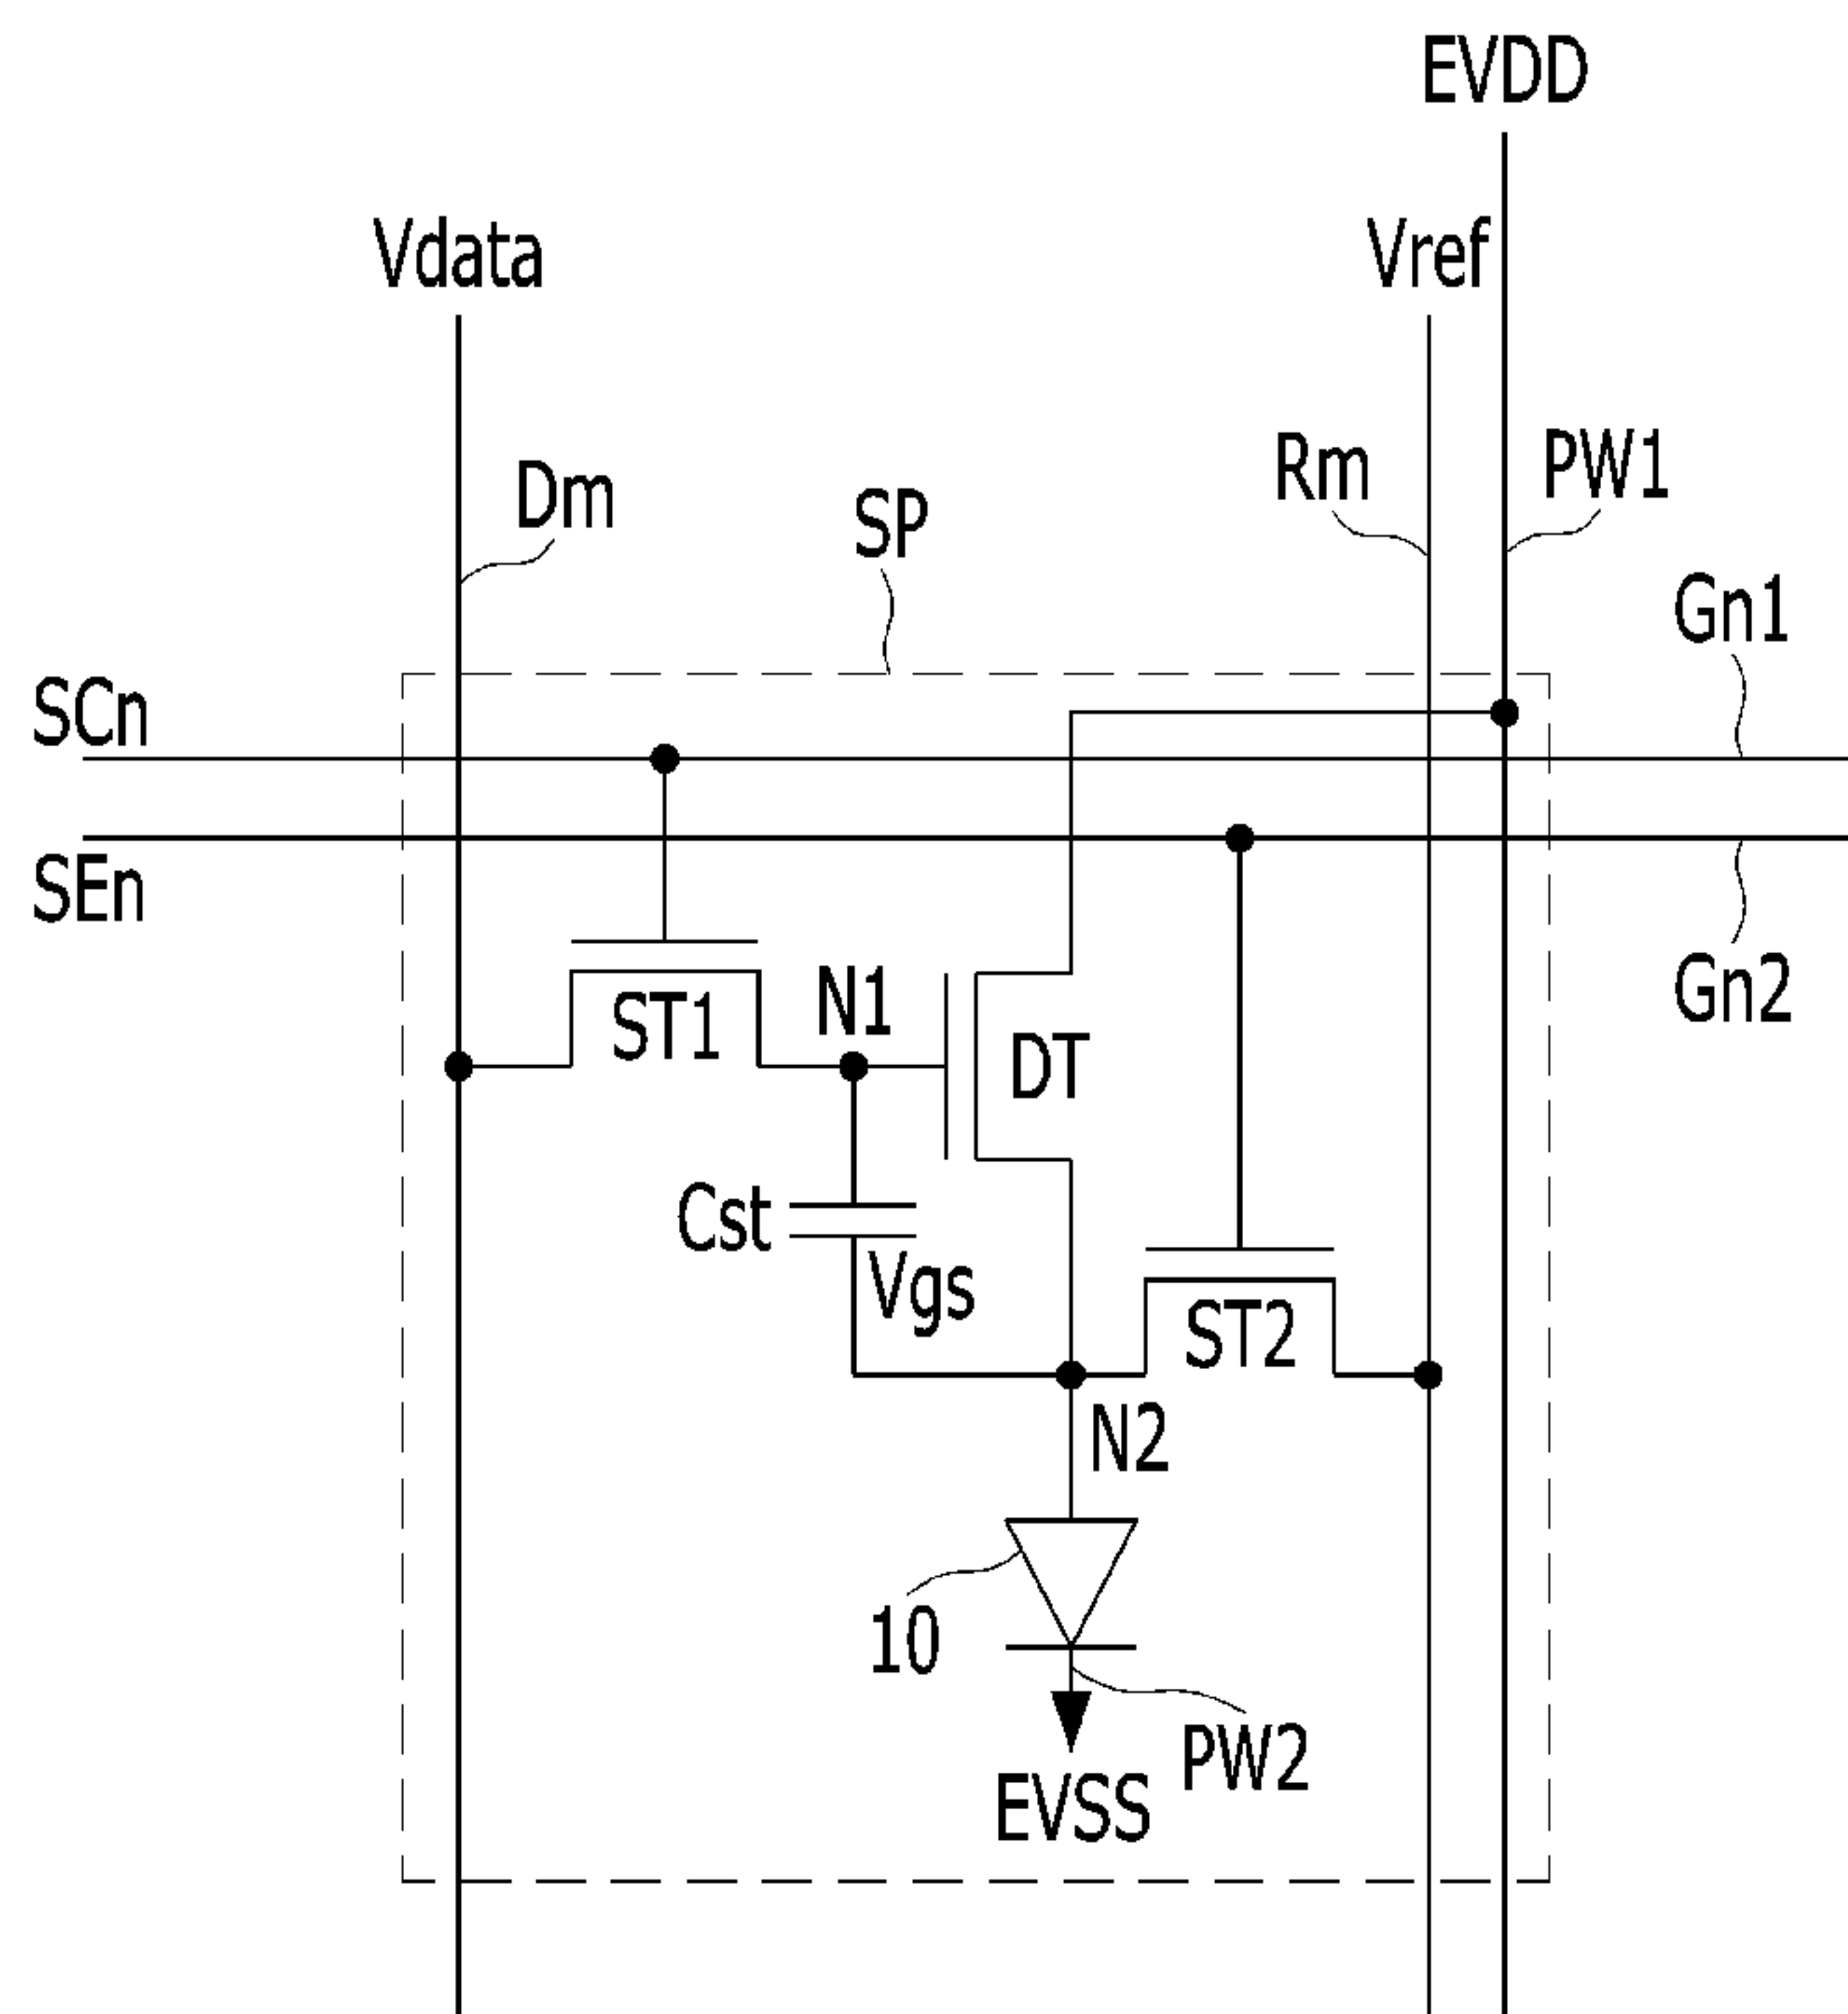 EVDD
Vdata
Vref
Dm
SP
Rm
PW1
Gn1
SCn
SEn
Gn2
ST1
N1
DT
Cst
Vgs
ST2
N2
10
PW2
EVSS